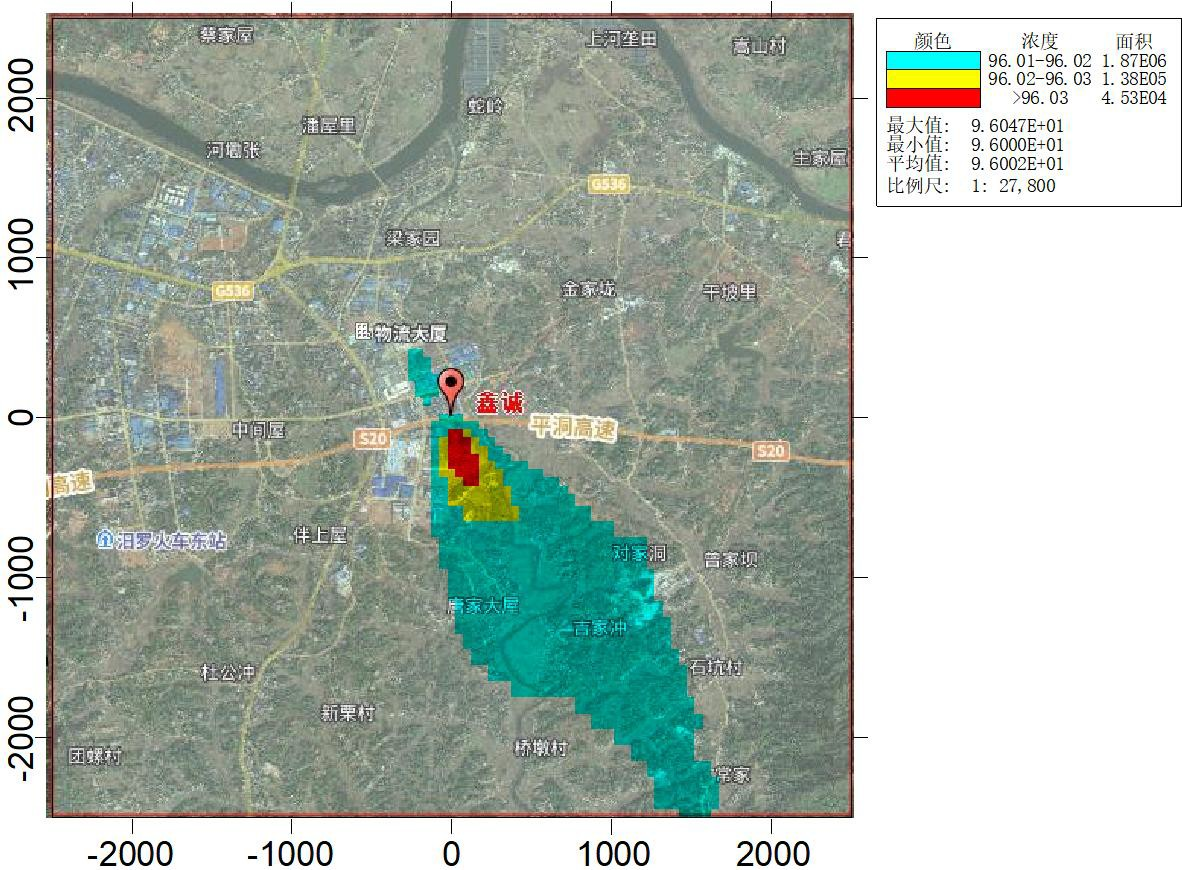 蔡家屋
上河垄田
嵩山村
蛇岭
潘屋里
河墈张
圭家屋
G536
梁家园
G536
金家坡
干坡里
物流大厦
鑫诚
平洞高速
中间屋
S20
S20
高速
汨罗火车东站
伴上屋
对家洞
曾家坝
高家大屋
吉家冲
杜公冲
石坑村
新栗村
团螺村
桥墩村
常家
2000
1000
0
-1000
-2000
-2000
-1000
0
1000
2000
颜色 浓度 面积
96.01-96.02 1.87E06
96.02-96.03 1.38E05
>96.03 4.53E04
最大值: 9.6047E+01
最小值: 9.6000E+01
平均值: 9.6002E+01
比例尺: 1: 27,800